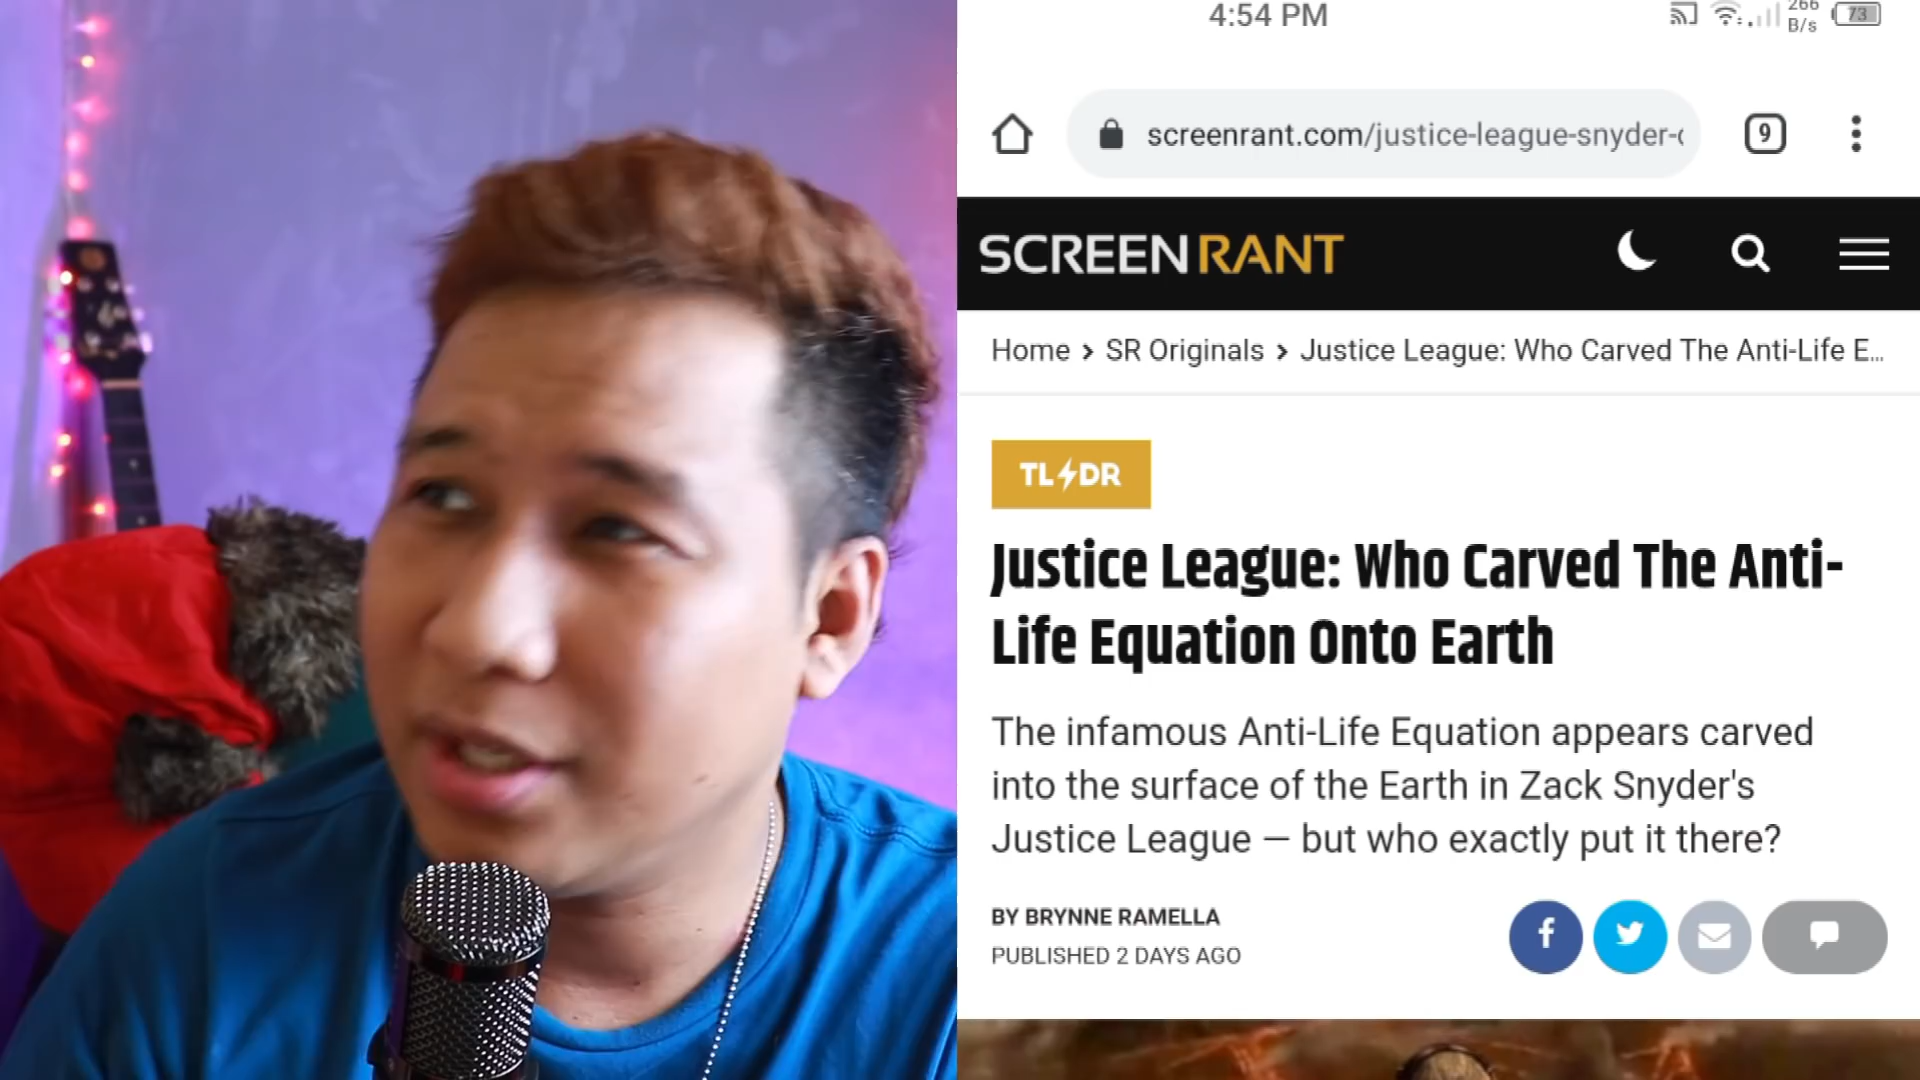 4:54 PM
266
B/s
73
screenrant.com/justice-league-snyder-c
9
SCREENRANT
Home > SR Originals > Justice League: Who Carved The Anti-Life E...
TL DR
Justice League: Who Carved The Anti-
Life Equation Onto Earth
The infamous Anti-Life Equation appears carved
into the surface of the Earth in Zack Snyder's
Justice League — but who exactly put it there?
BY BRYNNE RAMELLA
PUBLISHED 2 DAYS AGO